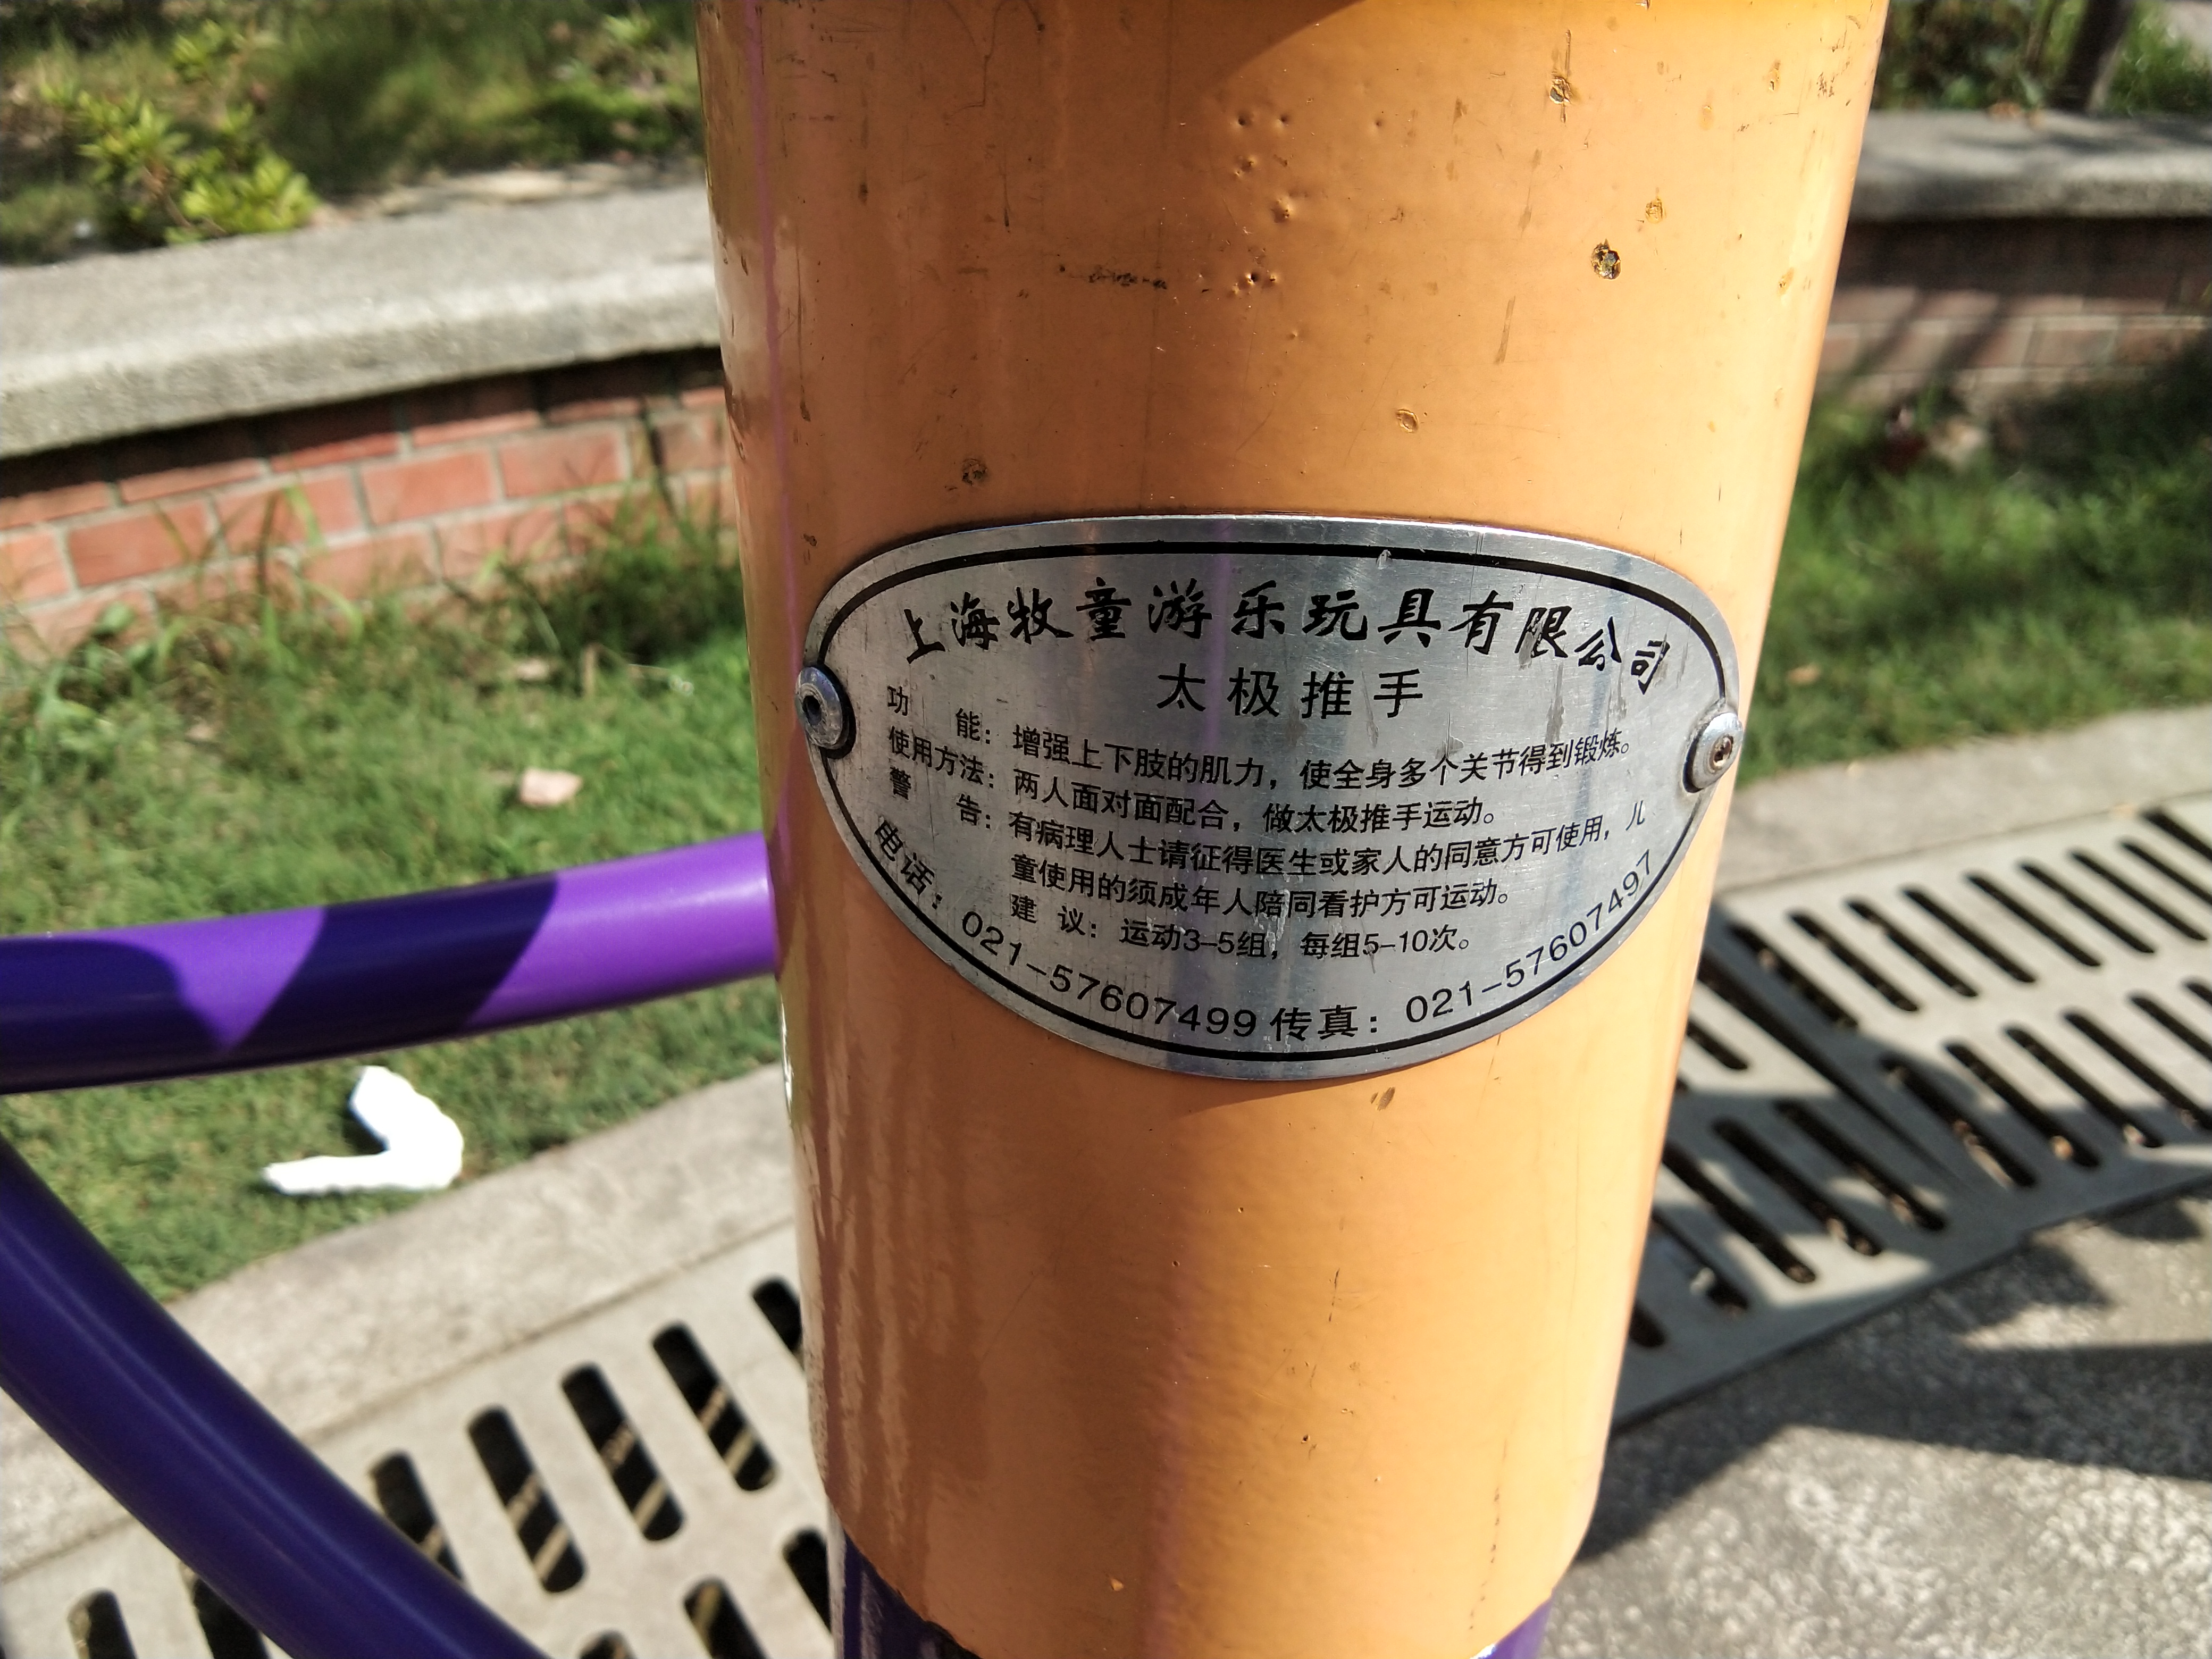 上海牧童游乐玩具有限公司
太极推手
功 能：增强上下肢的肌力，使全身多个关节得到锻炼。
使用方法：两人面对面配合，做太极推手运动。
警 告：有病理人士请征得医生或家人的同意方可使用，儿
童使用的须成年人陪同看护方可运动。
建 议：运动3-5组，每组5-10次。
电话：021-57607499 传真：021-57607497